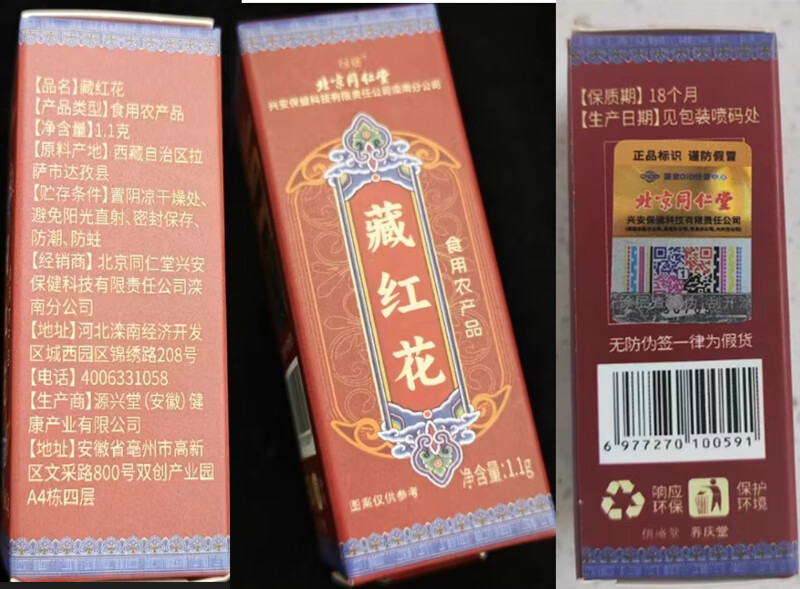 【品名】藏红花
【产品类型】食用农产品
【净含量】1.1克
【原料产地】西藏自治区拉
萨市达孜县
【贮存条件】置阴凉干燥处、
避免阳光直射、密封保存、
防潮、防蛀
【经销商】北京同仁堂兴安
保健科技有限责任公司滦
南分公司
【地址】河北滦南经济开发
区城西园区锦绣路208号
【电话】4006331058
【生产商】源兴堂(安徽)健
康产业有限公司
【地址】安徽省亳州市高新
区文采路800号双创产业园
A4栋四层
北京同仁堂
兴安保健科技有限责任公司滦南分公司
藏红花
食用农产品
净含量:1.1g
图案仅供参考
【保质期】18个月
【生产日期】见包装喷码处
正品标识 谨防假冒
北京同仁堂
兴安保健科技有限责任公司
无防伪签一律为假货
6 977270 100591
响应
环保
保护
环境
养庆堂